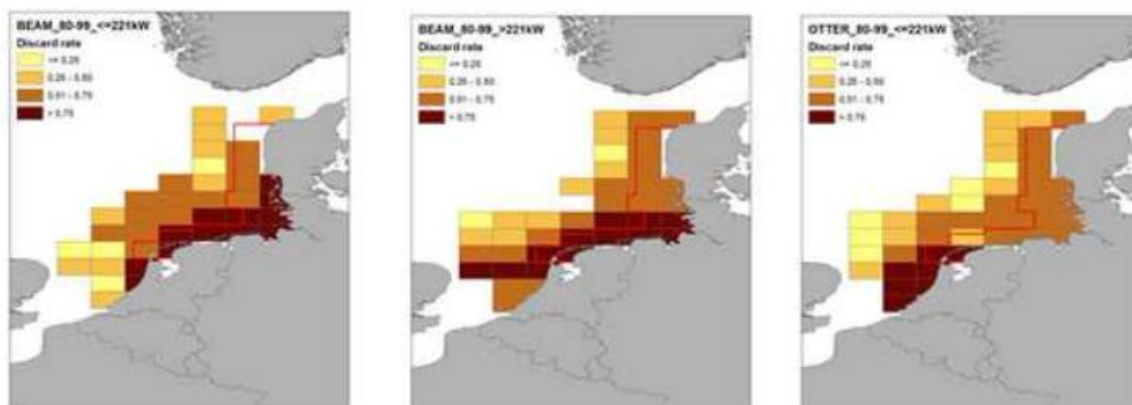 BEAM_80-99_<=221kW
Discard rate
<= 0.25
0.26 - 0.50
0.51 - 0.75
> 0.75
BEAM_80-99_>221kW
Discard rate
<= 0.25
0.26 - 0.50
0.51 - 0.75
> 0.75
OTTER_80-99_<=221kW
Discard rate
<= 0.25
0.26 - 0.50
0.51 - 0.75
> 0.75